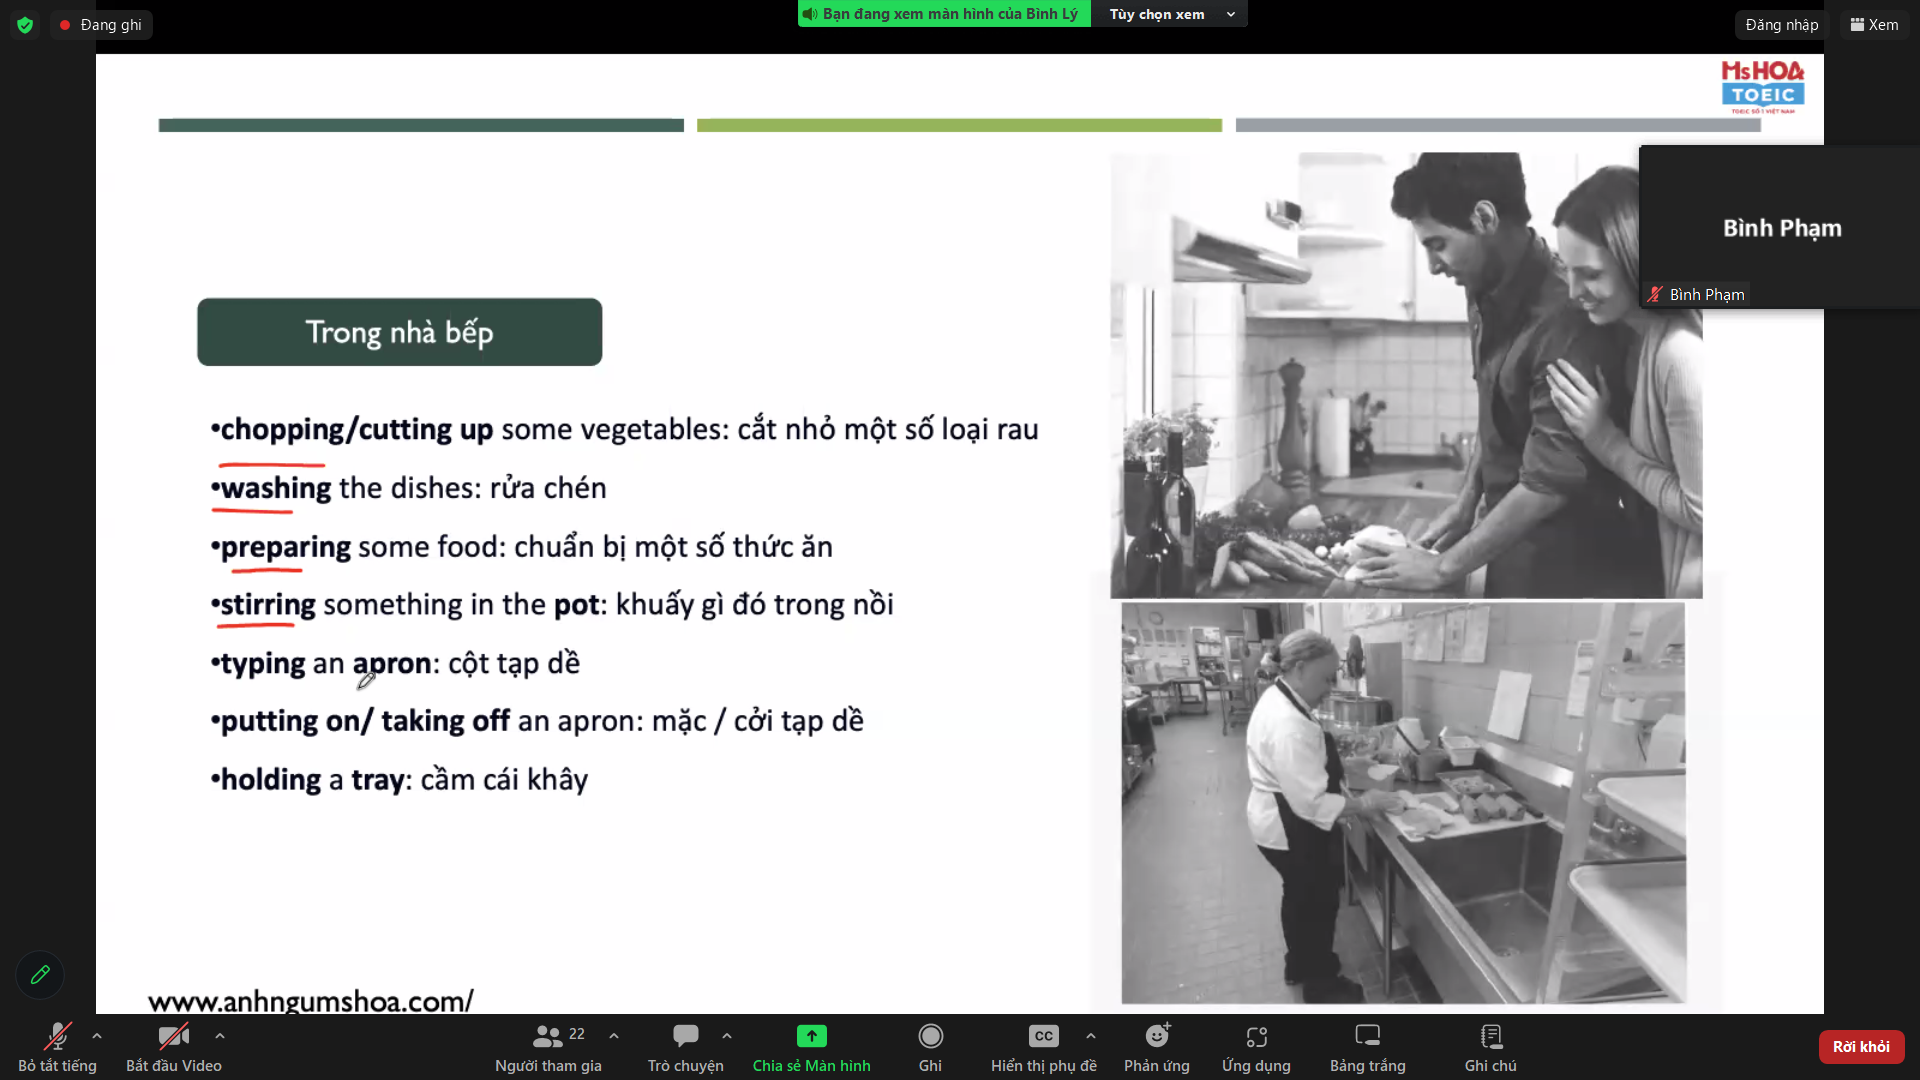 Đang ghi
Bạn đang xem màn hình của Bình Lý
Tùy chọn xem
Đăng nhập
Xem
MsHOA
TOEIC
TOEIC SỐ 1 VIỆT NAM
Bình Phạm
Bình Phạm
Trong nhà bếp
•chopping/cutting up some vegetables: cắt nhỏ một số loại rau
•washing the dishes: rửa chén
•preparing some food: chuẩn bị một số thức ăn
•stirring something in the pot: khuấy gì đó trong nồi
•typing an apron: cột tạp dề
•putting on/ taking off an apron: mặc / cởi tạp dề
•holding a tray: cầm cái khây
www.anhngumshoa.com/
Bỏ tắt tiếng
Bắt đầu Video
22
Người tham gia
Trò chuyện
Chia sẻ Màn hình
Ghi
CC
Hiển thị phụ đề
Phản ứng
Ứng dụng
Bảng trắng
Ghi chú
Rời khỏi